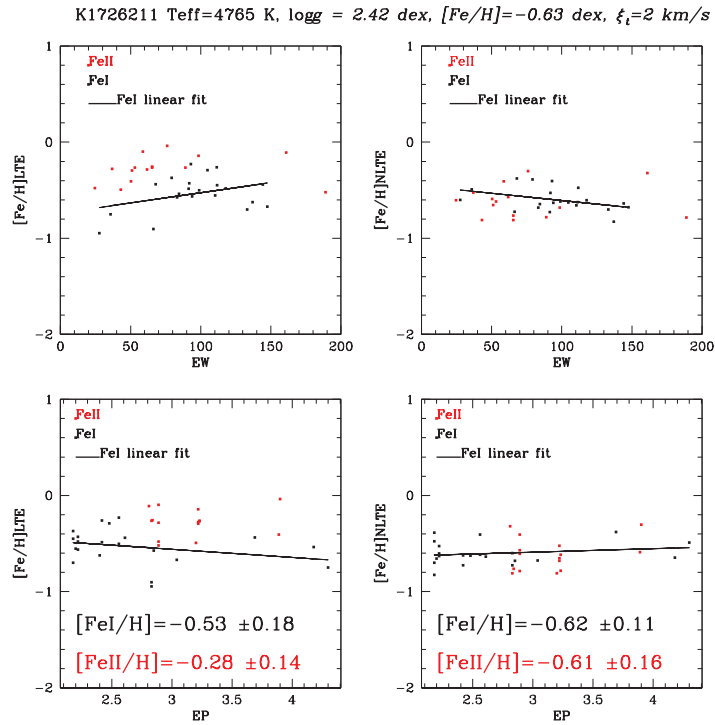 K1726211 Teff=4765 K, logg = 2.42 dex, [Fe/H]=−0.63 dex, ξt=2 km/s
1
0
−1
−2
[Fe/H]LTE
FeII
FeI
FeI linear fit
0 50 100 150 200
EW
1
0
−1
−2
[Fe/H]NLTE
FeII
FeI
FeI linear fit
0 50 100 150 200
EW
1
0
−1
−2
[Fe/H]LTE
FeII
FeI
FeI linear fit
[FeI/H]=−0.53 ±0.18
[FeII/H]=−0.28 ±0.14
2.5 3 3.5 4
EP
1
0
−1
−2
[Fe/H]NLTE
FeII
FeI
FeI linear fit
[FeI/H]=−0.62 ±0.11
[FeII/H]=−0.61 ±0.16
2.5 3 3.5 4
EP